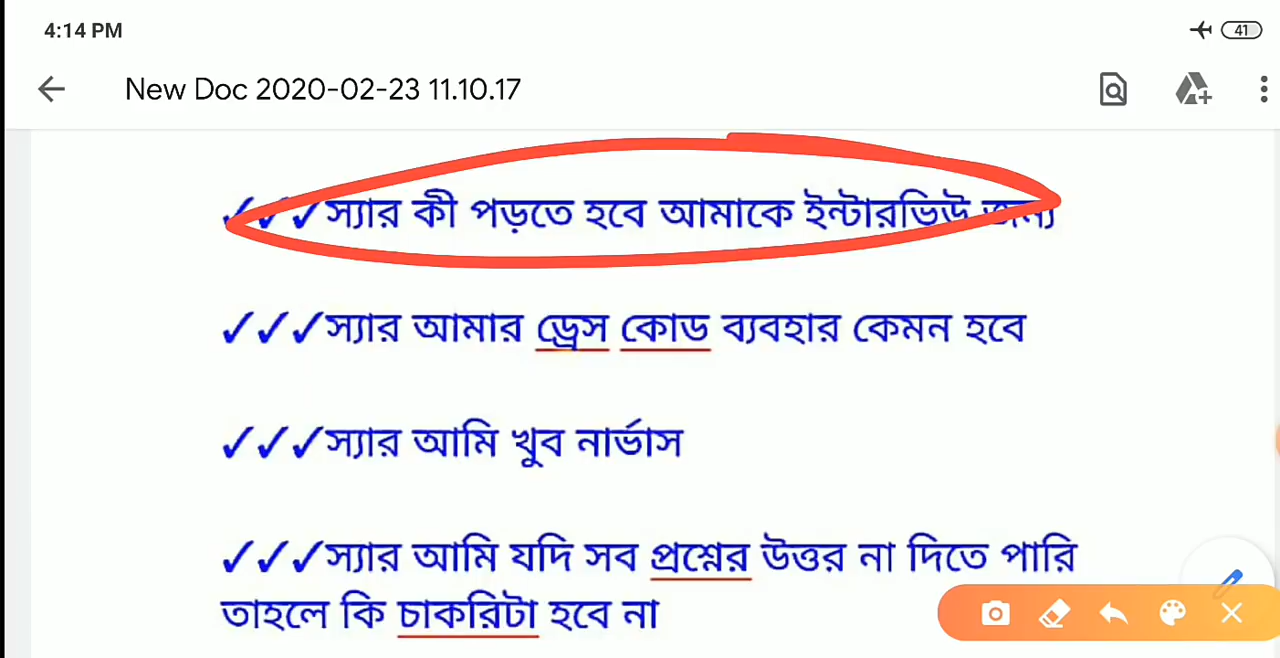 4:14 PM
41
New Doc 2020-02-23 11.10.17
✓✓✓স্যার কী পড়তে হবে আমাকে ইন্টারভিউ জন্য
✓✓✓স্যার আমার ড্রেস কোড ব্যবহার কেমন হবে
✓✓✓স্যার আমি খুব নার্ভাস
✓✓✓স্যার আমি যদি সব প্রশ্নের উত্তর না দিতে পারি
তাহলে কি চাকরিটা হবে না